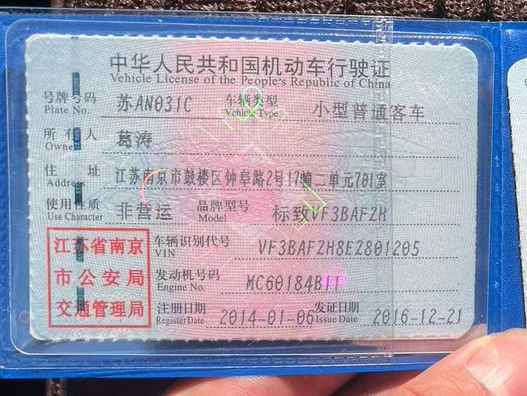 中华人民共和国机动车行驶证
Vehicle License of the People's Republic of China
号牌号码 苏AN031C 车辆类型 小型普通客车
Plate No. Vehicle Type
所有人 葛涛
Owner
住址 江苏南京市鼓楼区钟阜路2号17幢二单元701室
Address
使用性质 非营运 品牌型号 标致VF3BAF2H
Use Character Model
江苏省南京 车辆识别代号 VF3BAF2H8E2801205
VIN
市公安局 发动机号码
Engine No.
交通管理局 注册日期 2014-01-06 发证日期 2016-12-21
Register Date Issue Date